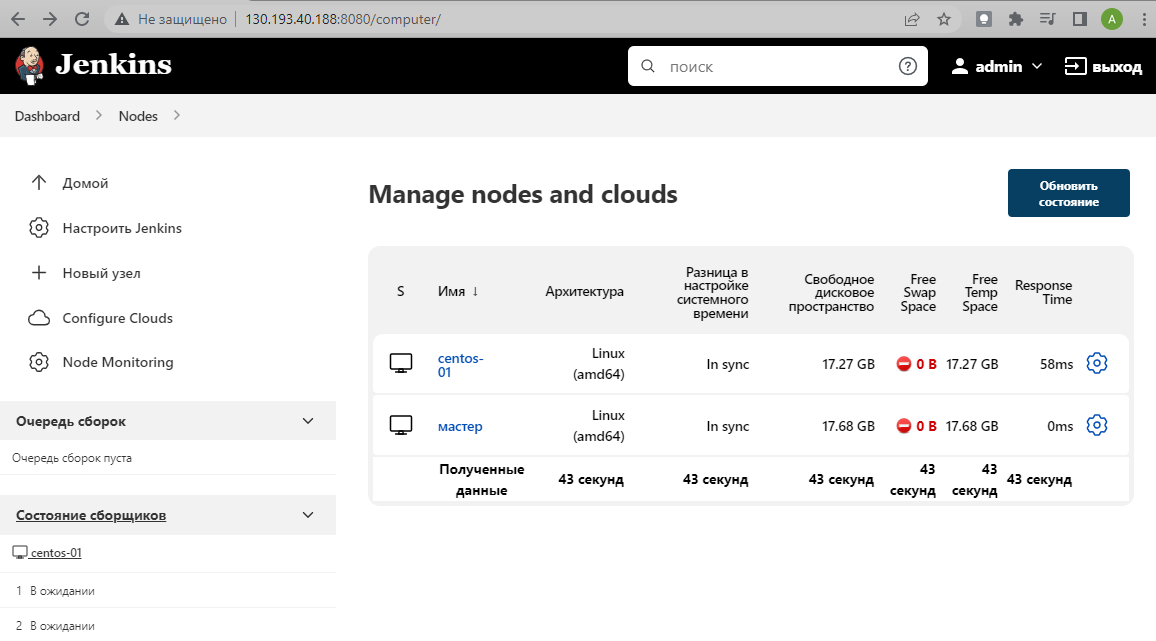 Не защищено 130.193.40.188:8080/computer/
A
Jenkins
поиск
admin
выход
Dashboard
Nodes
Домой
Настроить Jenkins
Новый узел
Configure Clouds
Node Monitoring
Очередь сборок
Очередь сборок пуста
Состояние сборщиков
centos-01
1 В ожидании
2 В ожидании
Manage nodes and clouds
Обновить
состояние
S
Имя ↓
Архитектура
Разница в
настройке
системного
времени
Свободное
дисковое
пространство
Free
Swap
Space
Free
Temp
Space
Response
Time
centos-
01
Linux
(amd64)
In sync
17.27 GB
0 B
17.27 GB
58ms
мастер
Linux
(amd64)
In sync
17.68 GB
0 B
17.68 GB
0ms
Полученные
данные
43 секунд
43 секунд
43 секунд
43
секунд
43
секунд
43 секунд